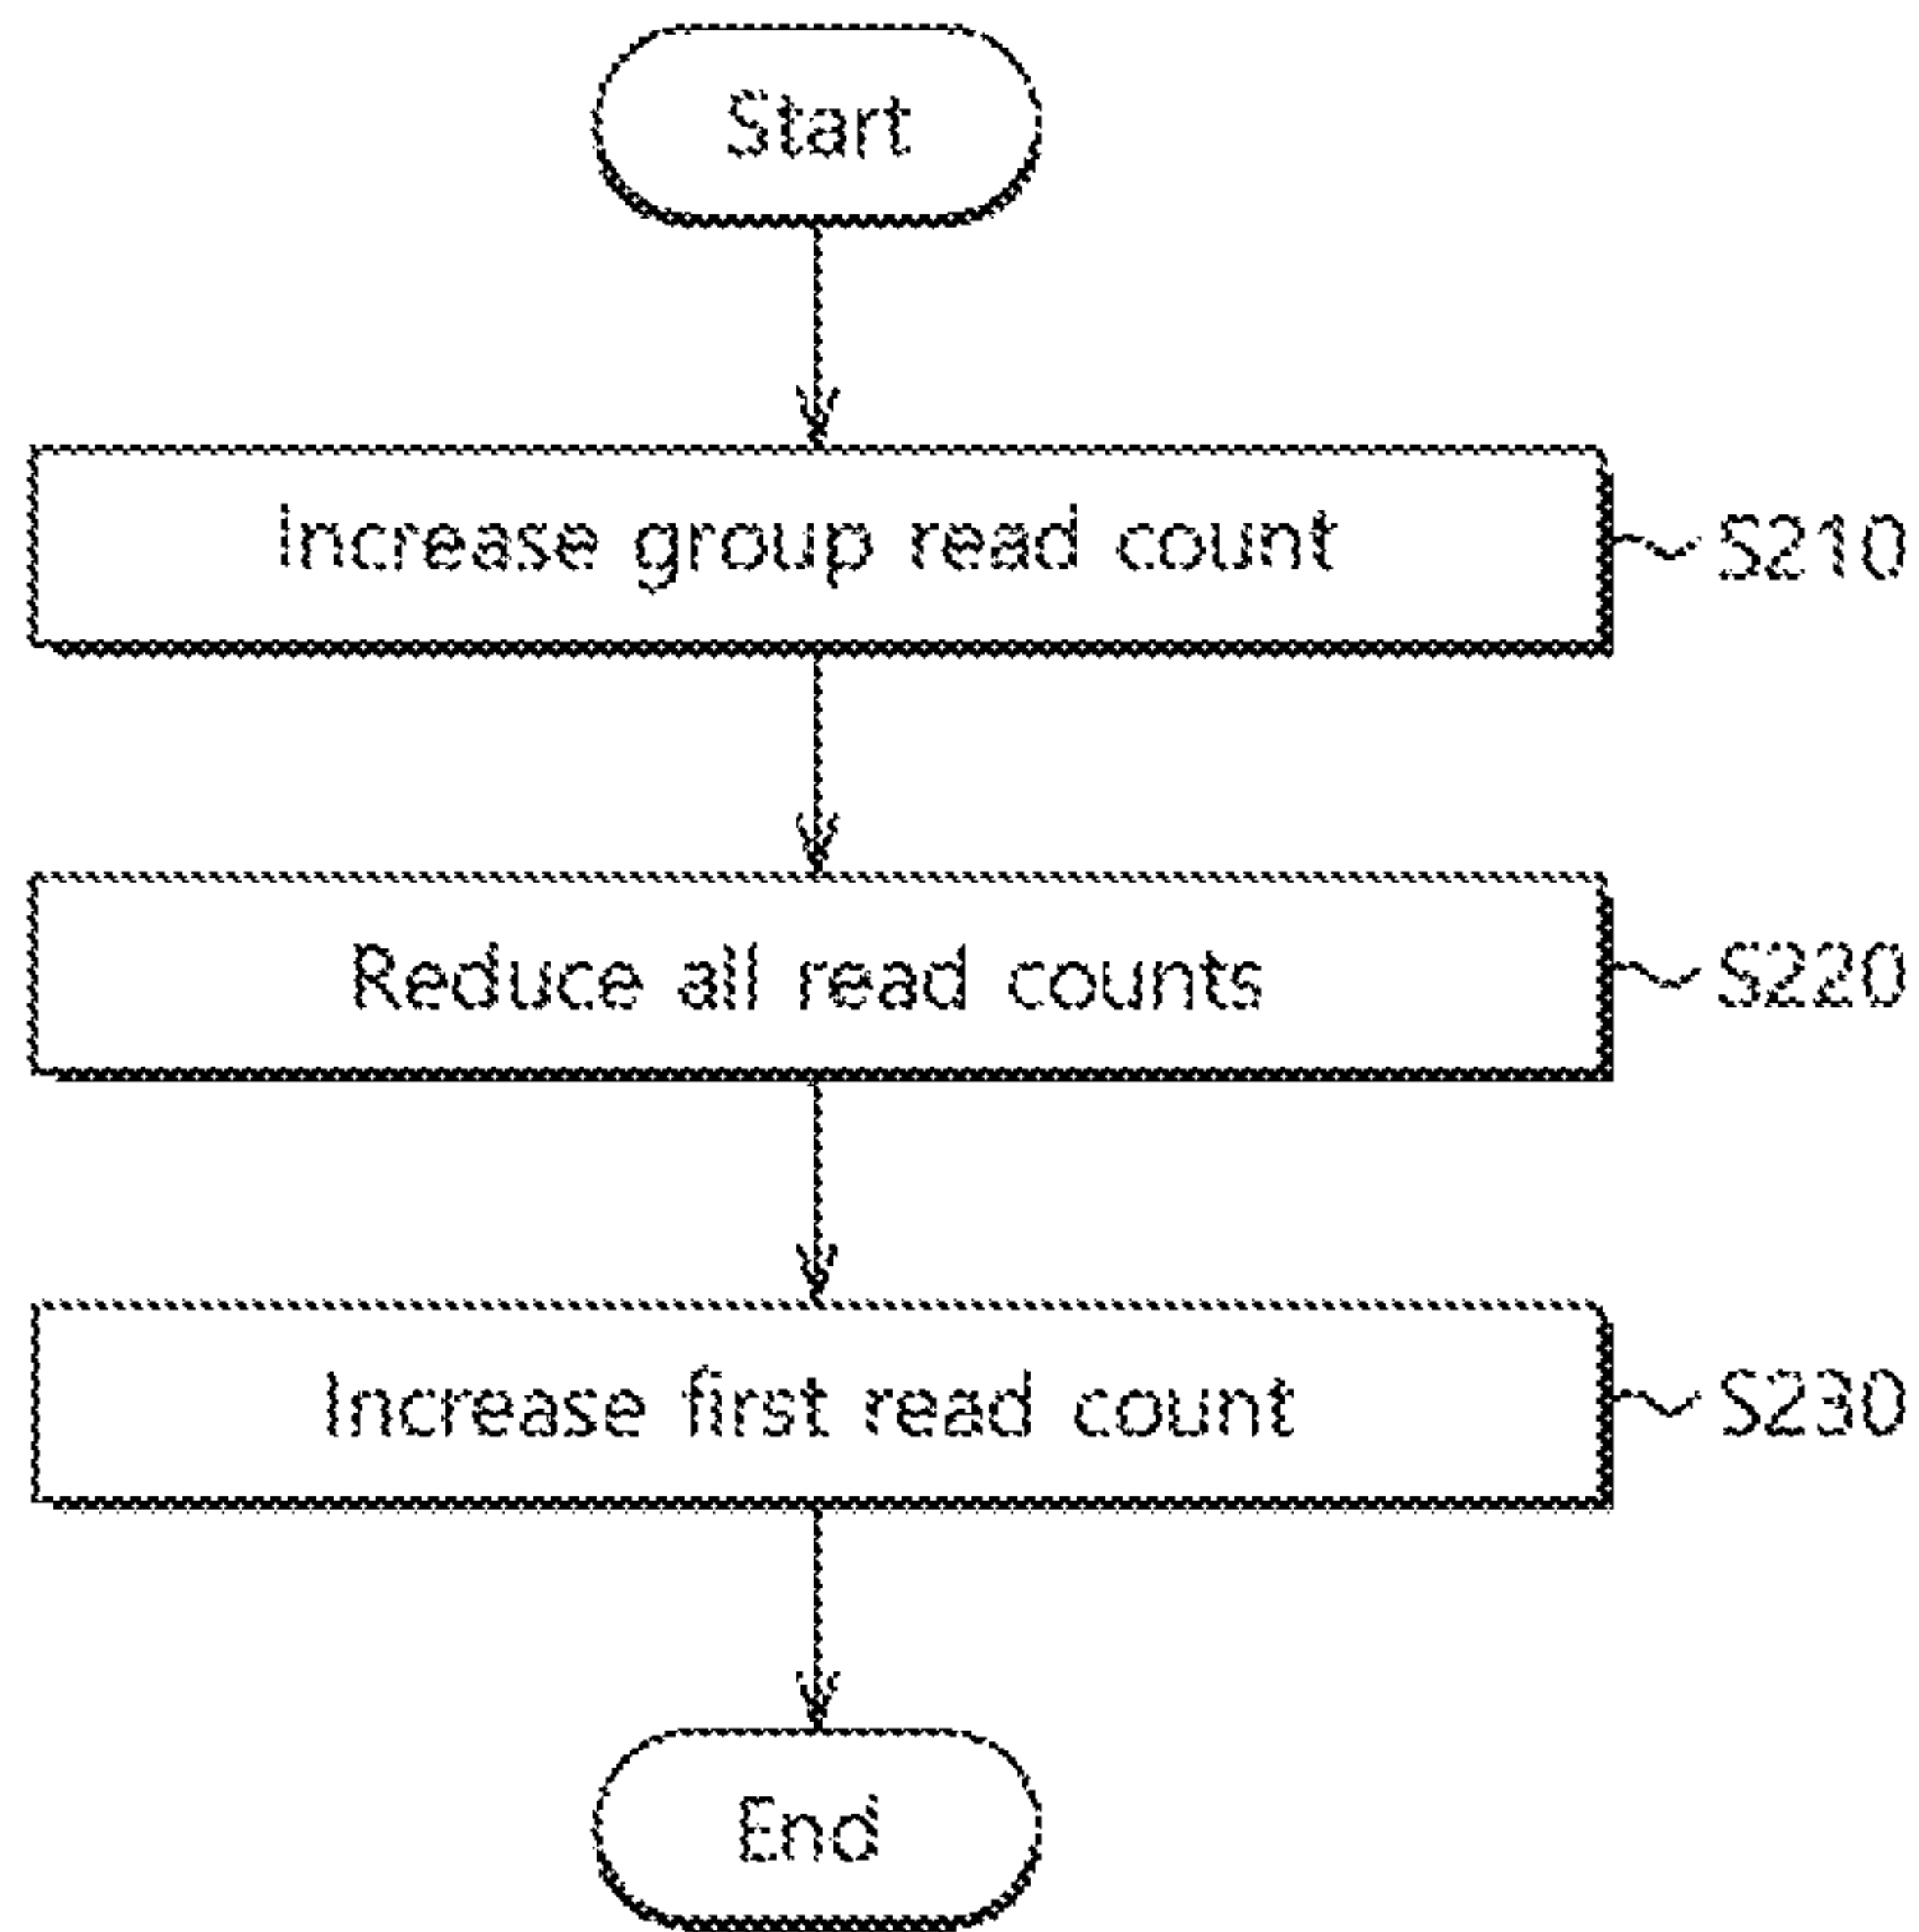 Start
Increase group read count
S210
Reduce all read counts
S220
Increase first read count
S230
End